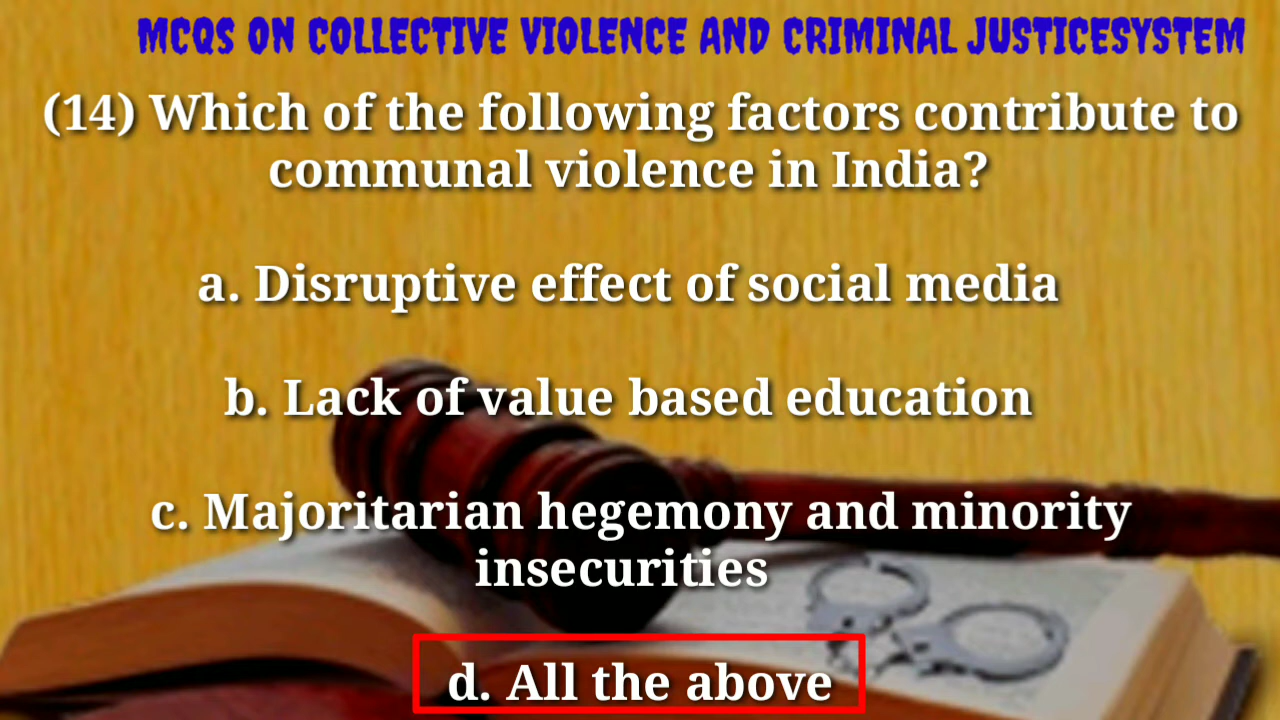 MCQS ON COLLECTIVE VIOLENCE AND CRIMINAL JUSTICESYSTEM
(14) Which of the following factors contribute to
communal violence in India?
a. Disruptive effect of social media
b. Lack of value based education
c. Majoritarian hegemony and minority
insecurities
d. All the above